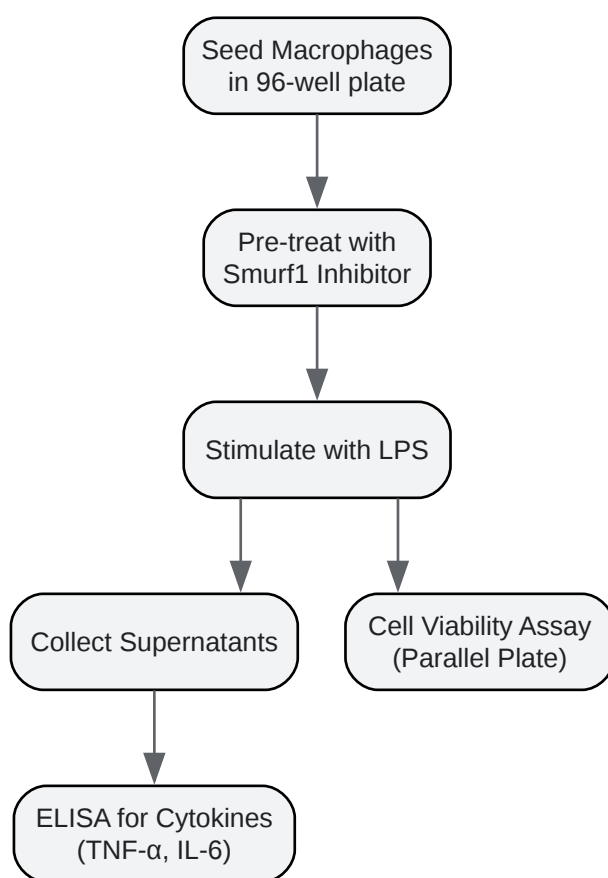 Seed Macrophages
in 96-well plate
Pre-treat with
Smurf1 Inhibitor
Stimulate with LPS
Collect Supernatants
Cell Viability Assay
(Parallel Plate)
ELISA for Cytokines
(TNF-α, IL-6)